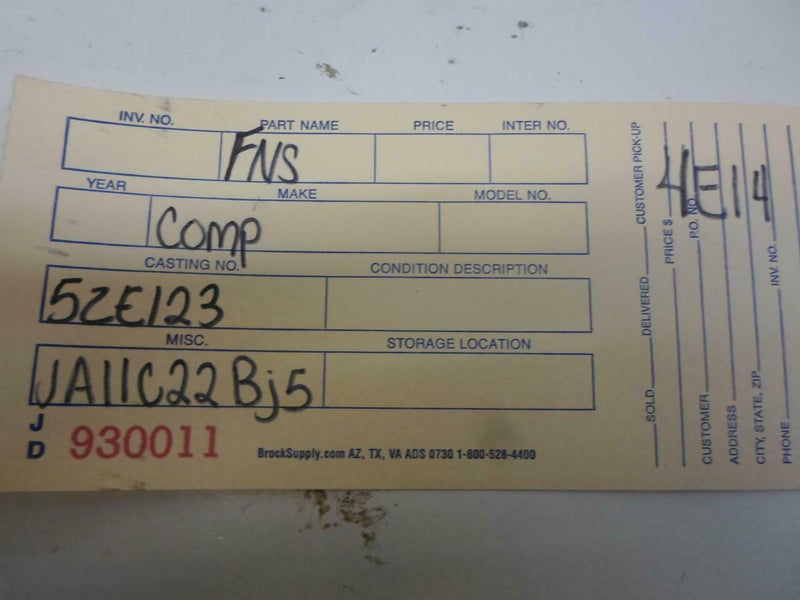 INV. NO. PART NAME PRICE INTER NO.
FNS
YEAR MAKE MODEL NO.
Comp
CASTING NO. CONDITION DESCRIPTION
5ZE123
MISC. STORAGE LOCATION
JA11C22Bj5
J D 930011
BrockSupply.com AZ, TX, VA ADS 0730 1-800-528-4400
SOLD DELIVERED CUSTOMER PICK-UP
PRICE $
CUSTOMER P.O. NO.
ADDRESS
CITY, STATE, ZIP
PHONE INV. NO.
4E14